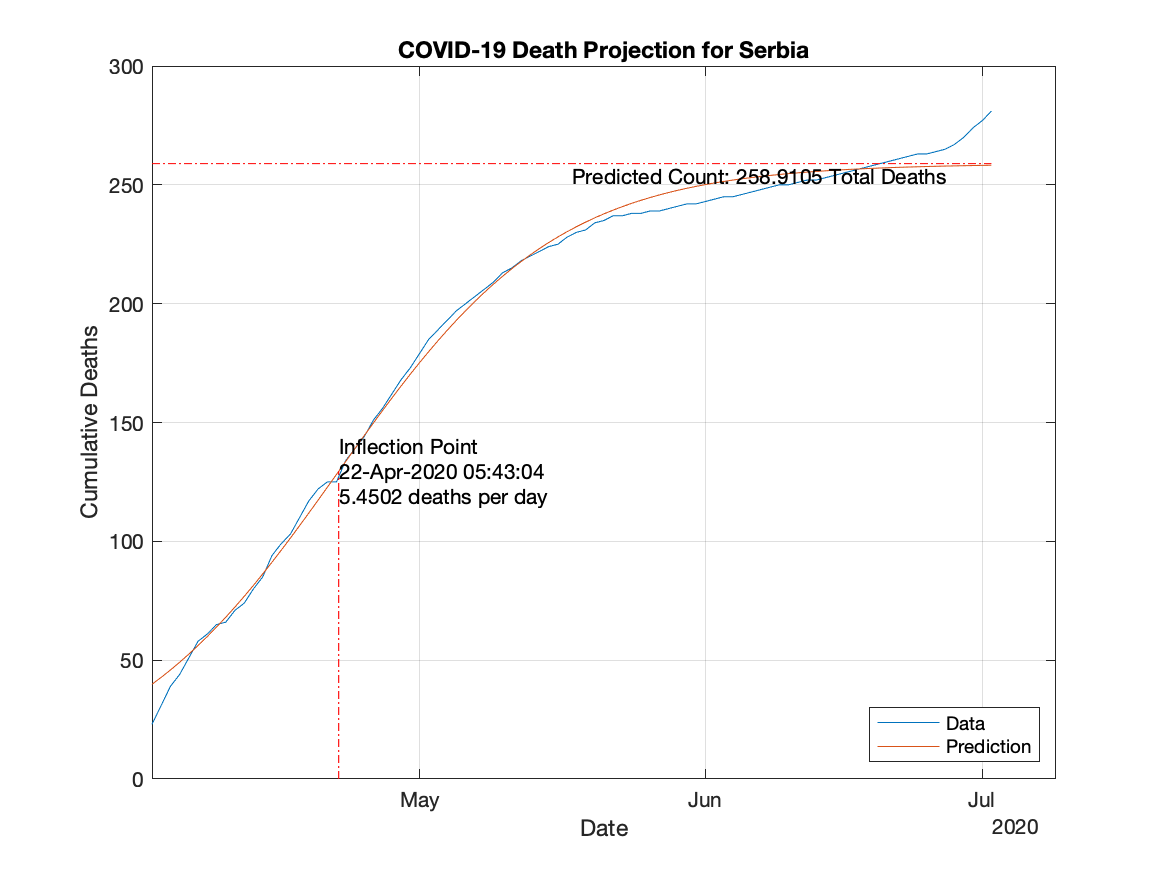 COVID-19 Death Projection for Serbia
300
250
200
150
100
50
0
Cumulative Deaths
Predicted Count: 258.9105 Total Deaths
Inflection Point
22-Apr-2020 05:43:04
5.4502 deaths per day
Data
Prediction
May
Jun
Jul
Date
2020